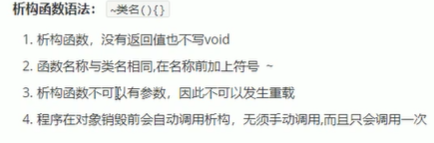 析构函数语法： ~类名(){}
1. 析构函数，没有返回值也不写void
2. 函数名称与类名相同,在名称前加上符号 ~
3. 析构函数不可以有参数，因此不可以发生重载
4. 程序在对象销毁前会自动调用析构，无须手动调用,而且只会调用一次